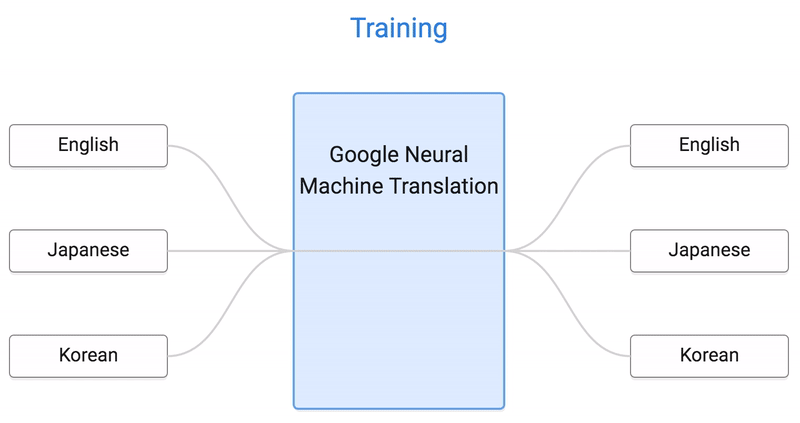 Training
Google Neural
Machine Translation
English
Japanese
Korean
English
Japanese
Korean